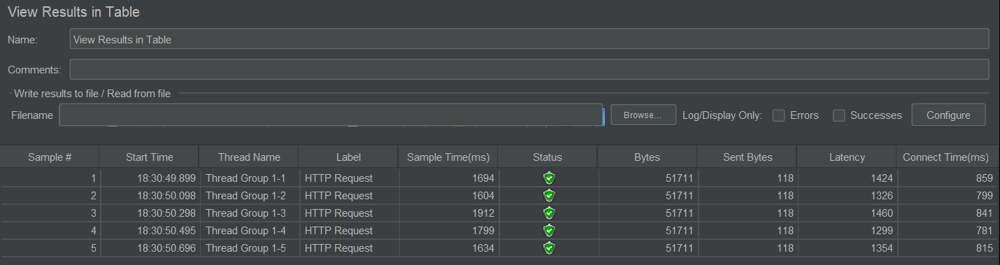 View Results in Table
Name: View Results in Table
Comments:
Write results to file / Read from file
Filename Browse... Log/Display Only: Errors Successes Configure
Sample # Start Time Thread Name Label Sample Time(ms) Status Bytes Sent Bytes Latency Connect Time(ms)
1 18:30:49.899 Thread Group 1-1 HTTP Request 1694 51711 118 1424 859
2 18:30:50.098 Thread Group 1-2 HTTP Request 1604 51711 118 1326 799
3 18:30:50.298 Thread Group 1-3 HTTP Request 1912 51711 118 1460 841
4 18:30:50.495 Thread Group 1-4 HTTP Request 1799 51711 118 1299 781
5 18:30:50.696 Thread Group 1-5 HTTP Request 1634 51711 118 1354 815